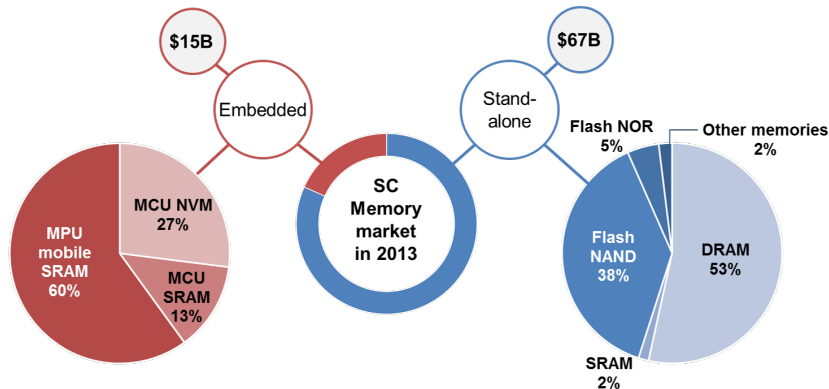 $15B
$67B
Embedded
Stand-
alone
SC
Memory
market
in 2013
MCU NVM
27%
MPU
mobile
SRAM
60%
MCU
SRAM
13%
Flash NOR
5%
Other memories
2%
Flash
NAND
38%
DRAM
53%
SRAM
2%